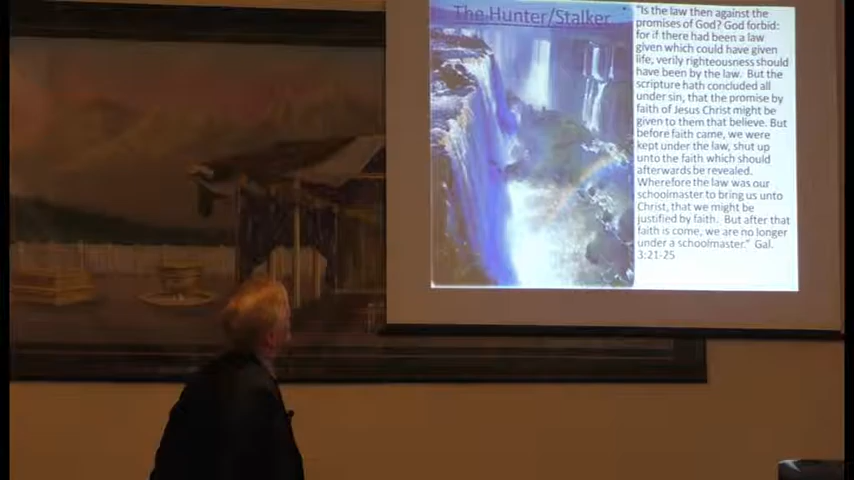 The Hunter/Stalker
"Is the law then against the
promises of God? God forbid:
for if there had been a law
given which could have given
life, verily righteousness should
have been by the law.  But the
scripture hath concluded all
under sin, that the promise by
faith of Jesus Christ might be
given to them that believe. But
before faith came, we were
kept under the law, shut up
unto the faith which should
afterwards be revealed.
Wherefore the law was our
schoolmaster to bring us unto
Christ, that we might be
justified by faith.  But after that
faith is come, we are no longer
under a schoolmaster."  Gal.
3:21-25